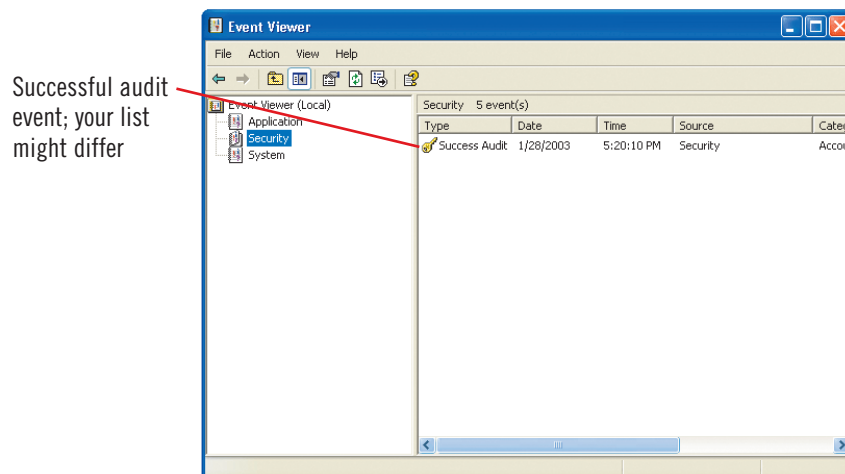 Event Viewer
File Action View Help
Successful audit
event; your list
might differ
Event Viewer (Local)
Application
Security
System
Security 5 event(s)
Type Date Time Source
Success Audit 1/28/2003 5:20:10 PM Security